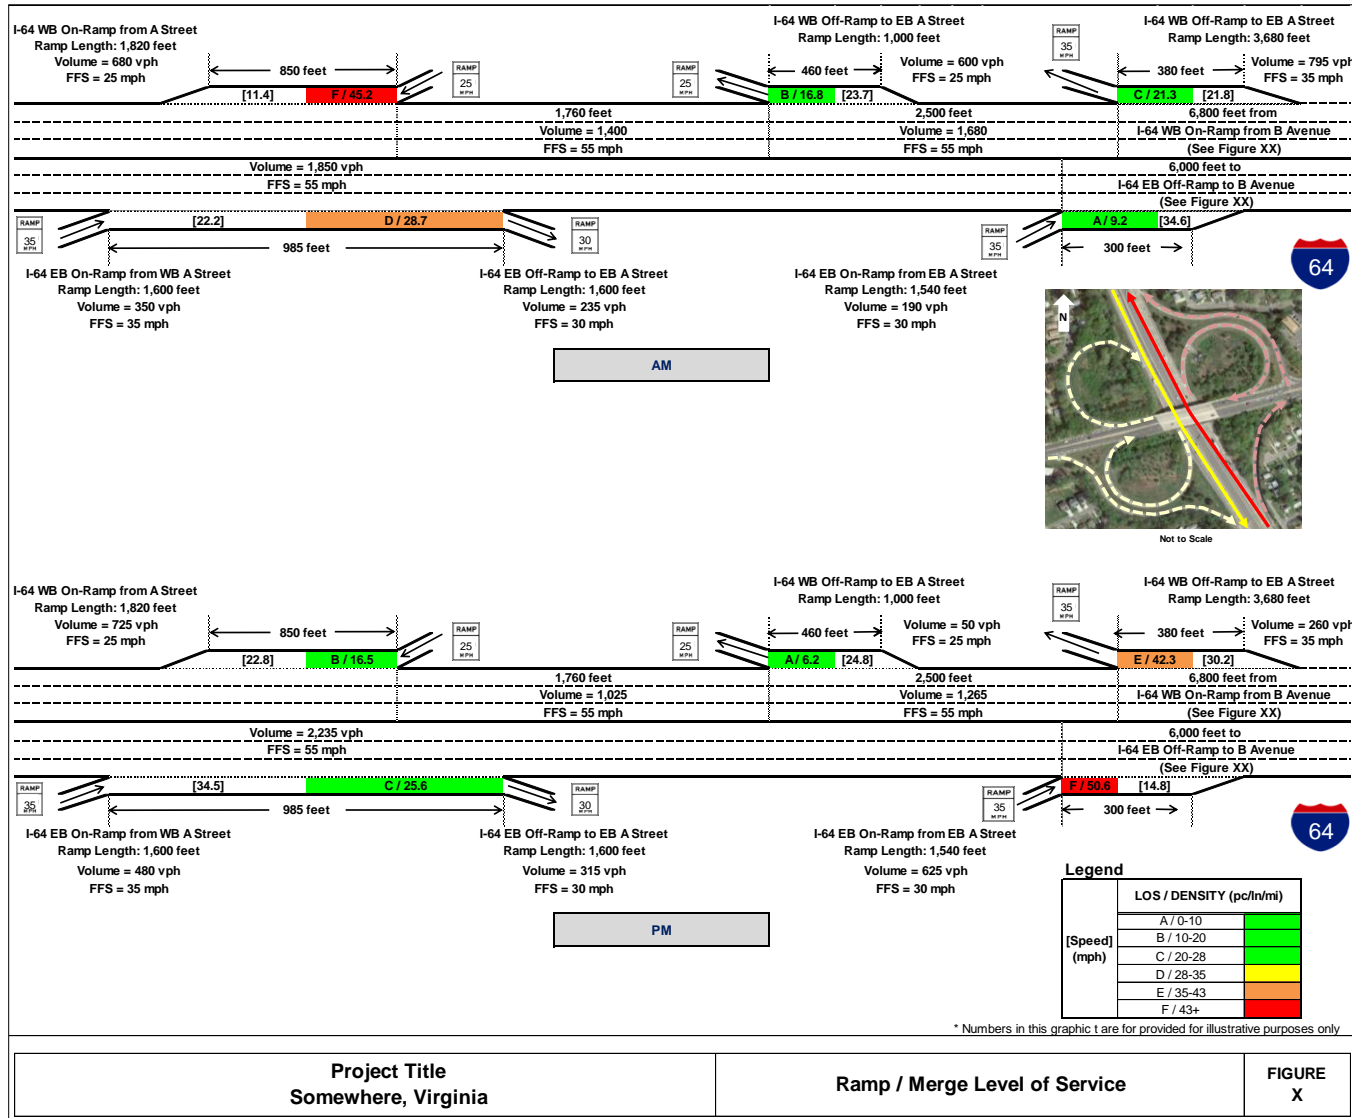 I-64 WB On-Ramp from A Street
Ramp Length: 1,820 feet
Volume = 680 vph
FFS = 25 mph
850 feet
RAMP
25
MPH
[11.4]
F / 45.2
I-64 WB Off-Ramp to EB A Street
Ramp Length: 1,000 feet
Volume = 600 vph
FFS = 25 mph
460 feet
RAMP
25
MPH
B / 16.8
[23.7]
I-64 WB Off-Ramp to EB A Street
Ramp Length: 3,680 feet
Volume = 795 vph
FFS = 35 mph
RAMP
35
MPH
380 feet
C / 21.3
[21.8]
1,760 feet
2,500 feet
6,800 feet from
Volume = 1,400
Volume = 1,680
I-64 WB On-Ramp from B Avenue
FFS = 55 mph
FFS = 55 mph
(See Figure XX)
Volume = 1,850 vph
6,000 feet to
FFS = 55 mph
I-64 EB Off-Ramp to B Avenue
(See Figure XX)
RAMP
35
MPH
[22.2]
D / 28.7
985 feet
RAMP
30
MPH
RAMP
35
MPH
A / 9.2
[34.6]
300 feet
64
I-64 EB On-Ramp from WB A Street
Ramp Length: 1,600 feet
Volume = 350 vph
FFS = 35 mph
I-64 EB Off-Ramp to EB A Street
Ramp Length: 1,600 feet
Volume = 235 vph
FFS = 30 mph
I-64 EB On-Ramp from EB A Street
Ramp Length: 1,540 feet
Volume = 190 vph
FFS = 30 mph
N
AM
Not to Scale
I-64 WB On-Ramp from A Street
Ramp Length: 1,820 feet
Volume = 725 vph
FFS = 25 mph
850 feet
RAMP
25
MPH
[22.8]
B / 16.5
I-64 WB Off-Ramp to EB A Street
Ramp Length: 1,000 feet
Volume = 50 vph
FFS = 25 mph
460 feet
RAMP
25
MPH
A / 6.2
[24.8]
I-64 WB Off-Ramp to EB A Street
Ramp Length: 3,680 feet
Volume = 260 vph
FFS = 35 mph
RAMP
35
MPH
380 feet
E / 42.3
[30.2]
1,760 feet
2,500 feet
6,800 feet from
Volume = 1,025
Volume = 1,265
I-64 WB On-Ramp from B Avenue
FFS = 55 mph
FFS = 55 mph
(See Figure XX)
Volume = 2,235 vph
6,000 feet to
FFS = 55 mph
I-64 EB Off-Ramp to B Avenue
(See Figure XX)
RAMP
35
MPH
[34.5]
C / 25.6
985 feet
RAMP
30
MPH
RAMP
35
MPH
F / 50.6
[14.8]
300 feet
64
I-64 EB On-Ramp from WB A Street
Ramp Length: 1,600 feet
Volume = 480 vph
FFS = 35 mph
I-64 EB Off-Ramp to EB A Street
Ramp Length: 1,600 feet
Volume = 315 vph
FFS = 30 mph
I-64 EB On-Ramp from EB A Street
Ramp Length: 1,540 feet
Volume = 625 vph
FFS = 30 mph
PM
Legend
LOS / DENSITY (pc/ln/mi)
[Speed]
(mph)
A / 0-10
B / 10-20
C / 20-28
D / 28-35
E / 35-43
F / 43+
* Numbers in this graphic t are for provided for illustrative purposes only
Project Title
Somewhere, Virginia
Ramp / Merge Level of Service
FIGURE
X